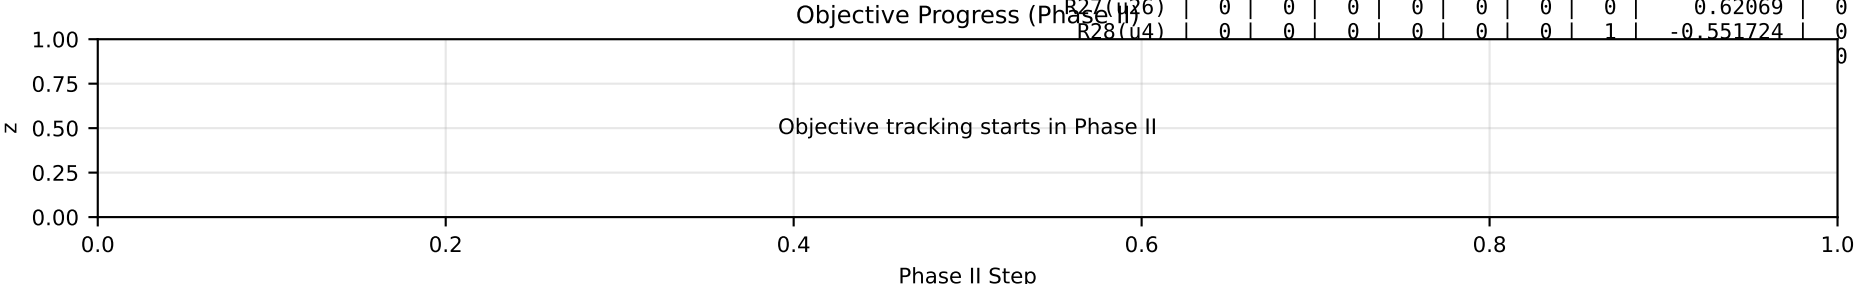 R27(u26) | 0 | 0 | 0 | 0 | 0 | 0 | 0 | 0.62069 | 0
Objective Progress (Phase II)
R28(u4) | 0 | 0 | 0 | 0 | 0 | 0 | 1 | -0.551724 | 0
0
1.00
0.75
0.50
0.25
0.00
z
Objective tracking starts in Phase II
0.0 0.2 0.4 0.6 0.8 1.0
Phase II Step